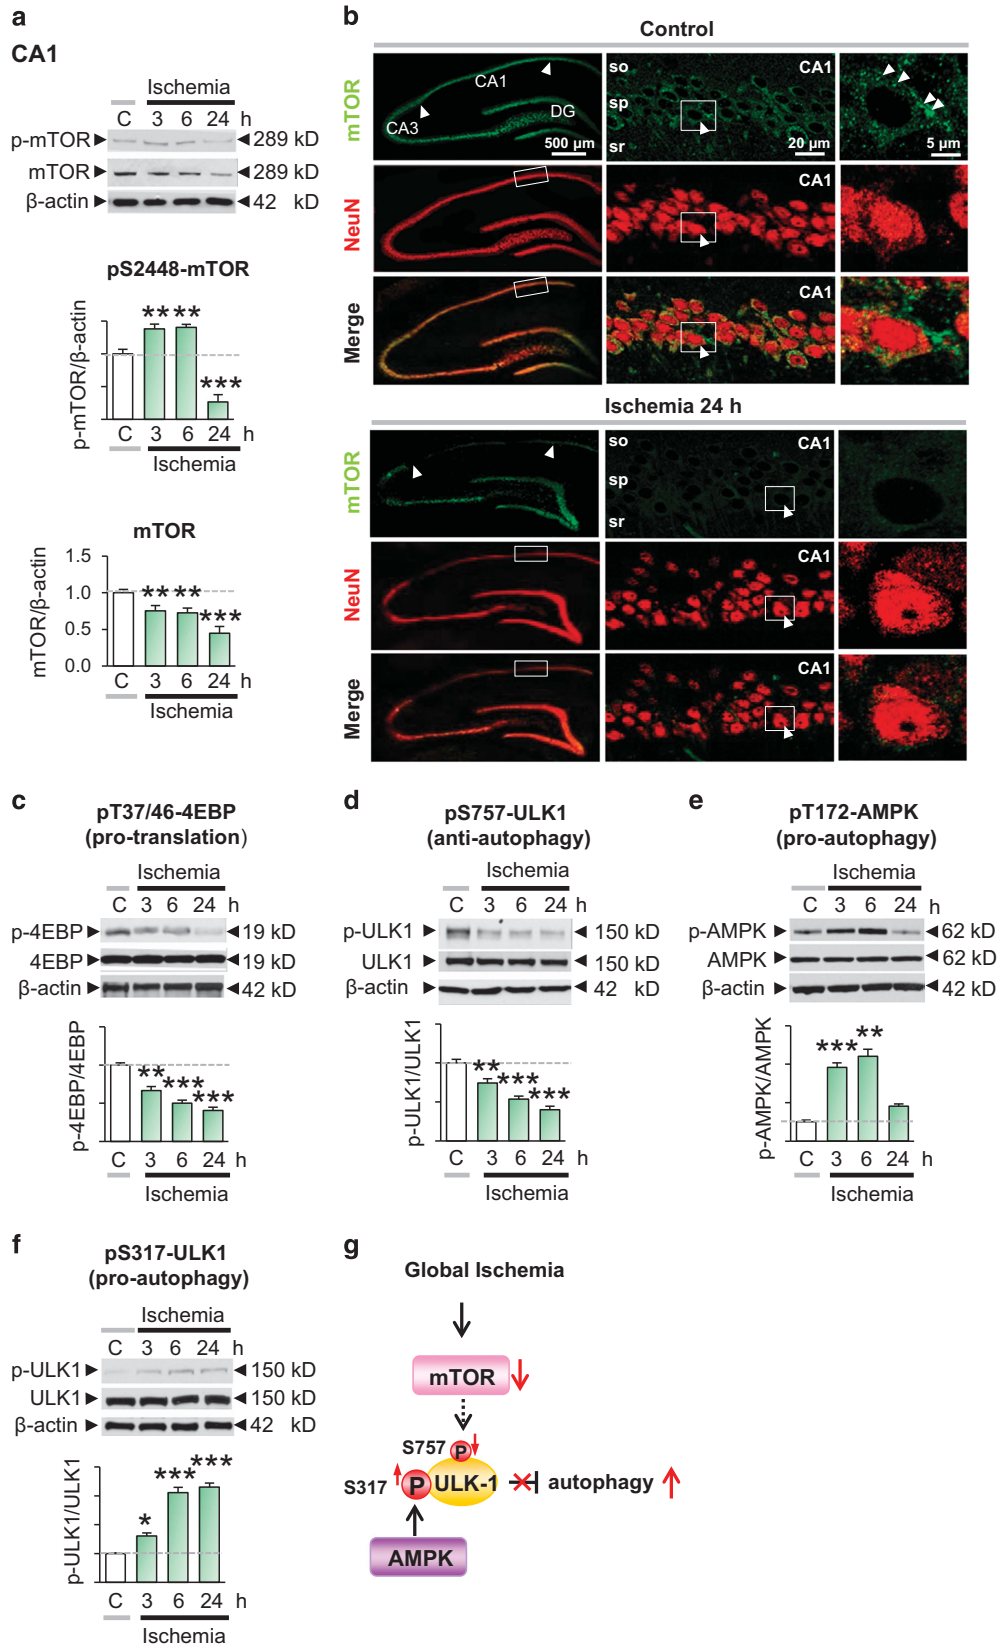 a
CA1
Ischemia
C 3 6 24 h
p-mTOR 289 kD
mTOR 289 kD
β-actin 42 kD
pS2448-mTOR
p-mTOR/β-actin
** ** ***
C 3 6 24 h
Ischemia
mTOR
mTOR/β-actin
1.5
1.0
0.5
0.0
** ** ***
C 3 6 24 h
Ischemia
b
Control
mTOR
CA1
CA3
DG
500 µm
so
sp
sr
CA1
20 µm
5 µm
NeuN
CA1
Merge
CA1
Ischemia 24 h
mTOR
so
sp
sr
CA1
NeuN
CA1
Merge
CA1
c
pT37/46-4EBP
(pro-translation)
Ischemia
C 3 6 24 h
p-4EBP 19 kD
4EBP 19 kD
β-actin 42 kD
p-4EBP/4EBP
** *** ***
C 3 6 24 h
Ischemia
d
pS757-ULK1
(anti-autophagy)
Ischemia
C 3 6 24 h
p-ULK1 150 kD
ULK1 150 kD
β-actin 42 kD
p-ULK1/ULK1
** *** ***
C 3 6 24 h
Ischemia
e
pT172-AMPK
(pro-autophagy)
Ischemia
C 3 6 24 h
p-AMPK 62 kD
AMPK 62 kD
β-actin 42 kD
p-AMPK/AMPK
*** **
C 3 6 24 h
Ischemia
f
pS317-ULK1
(pro-autophagy)
Ischemia
C 3 6 24 h
p-ULK1 150 kD
ULK1 150 kD
β-actin 42 kD
p-ULK1/ULK1
* *** ***
C 3 6 24 h
Ischemia
g
Global Ischemia
mTOR
S757 P
S317 P ULK-1 autophagy
AMPK